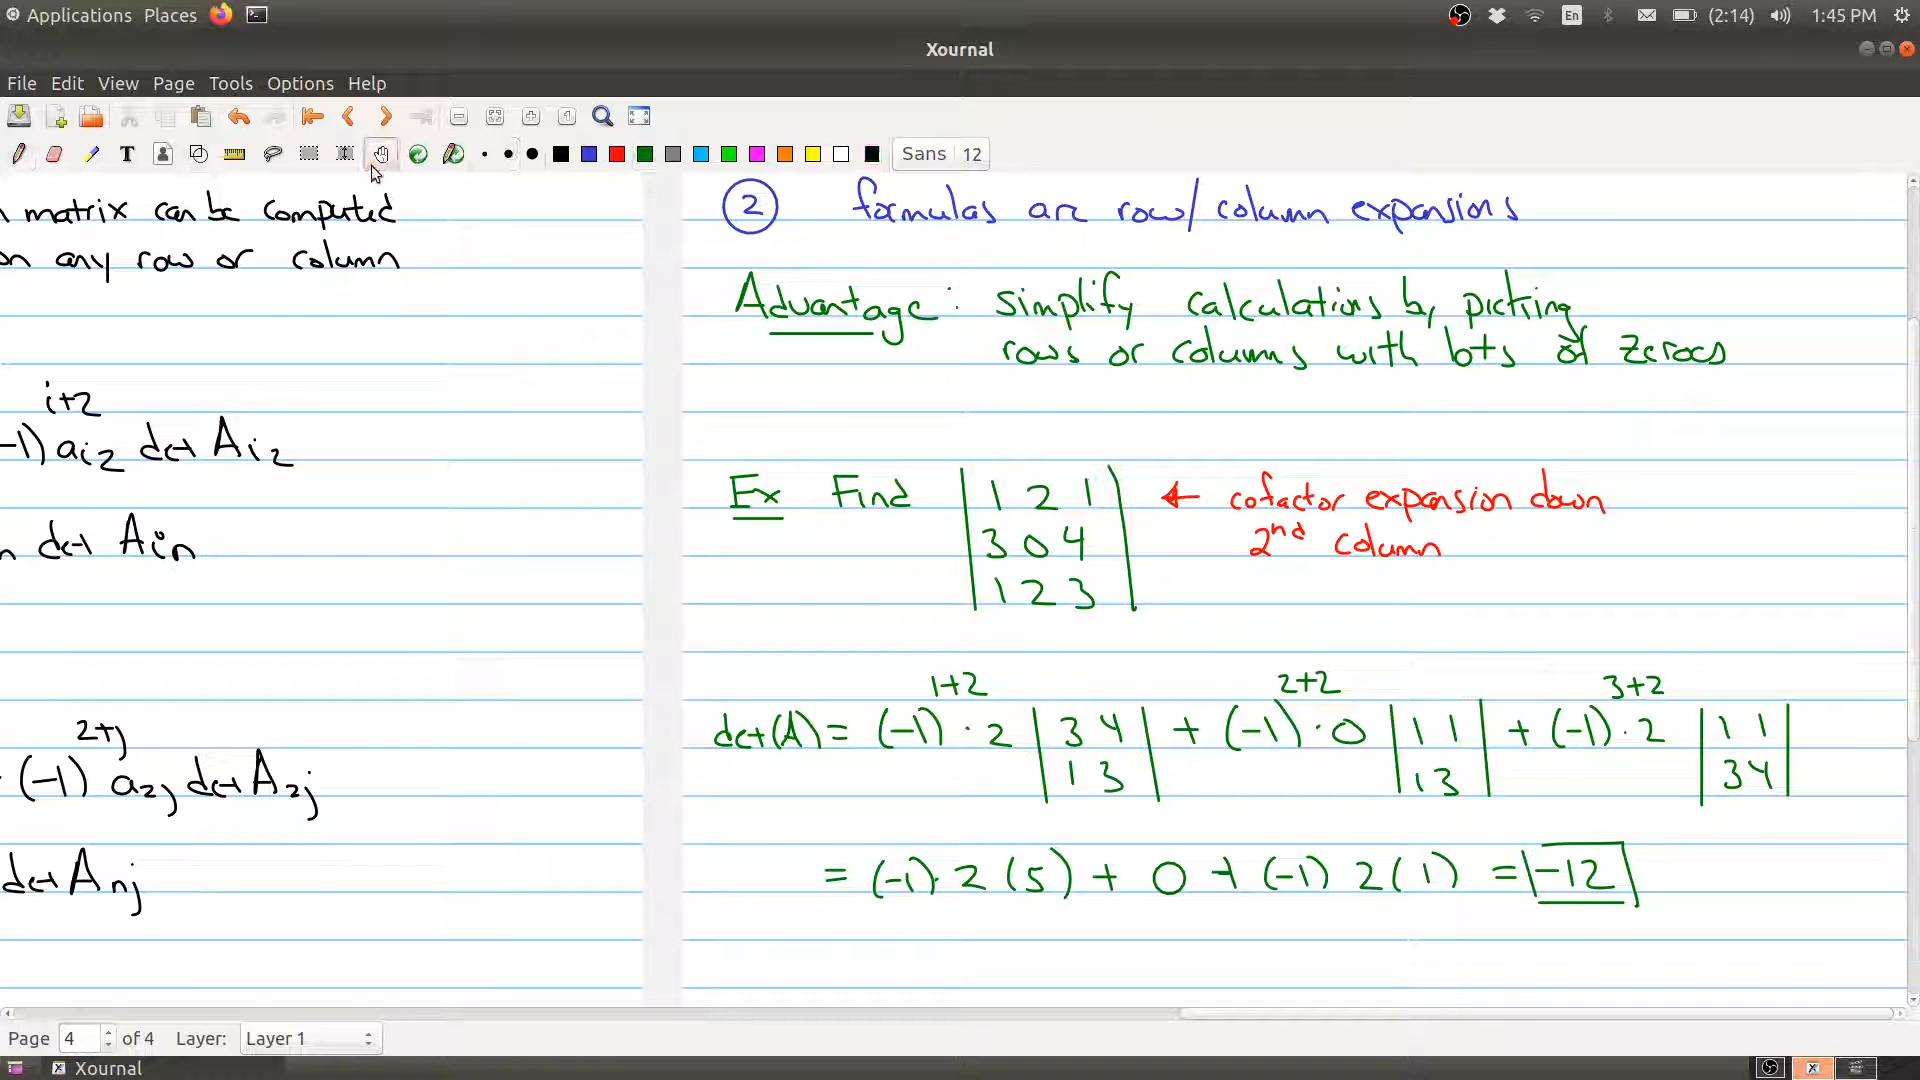 Applications Places En (2:14) 1:45 PM
Xournal
File Edit View Page Tools Options Help
T Sans 12
matrix can be computed
on any row or column
i+2
-1) ai2 det Ai2
det Ain
2+j
(-1) a2j det A2j
det Anj
2 formulas are row/column expansions
Advantage: simplify calculations by picking
rows or columns with lots of zeroes
Ex Find | 1 2 1 | ← cofactor expansion down
3 0 4 2nd column
1 2 3
1+2 2+2 3+2
det(A) = (-1) · 2 | 3 4 | + (-1) · 0 | 1 1 | + (-1) · 2 | 1 1 |
1 3 1 3 3 4
= (-1) · 2 (5) + 0 + (-1) 2 (1) = -12
Page 4 of 4 Layer: Layer 1
Xournal